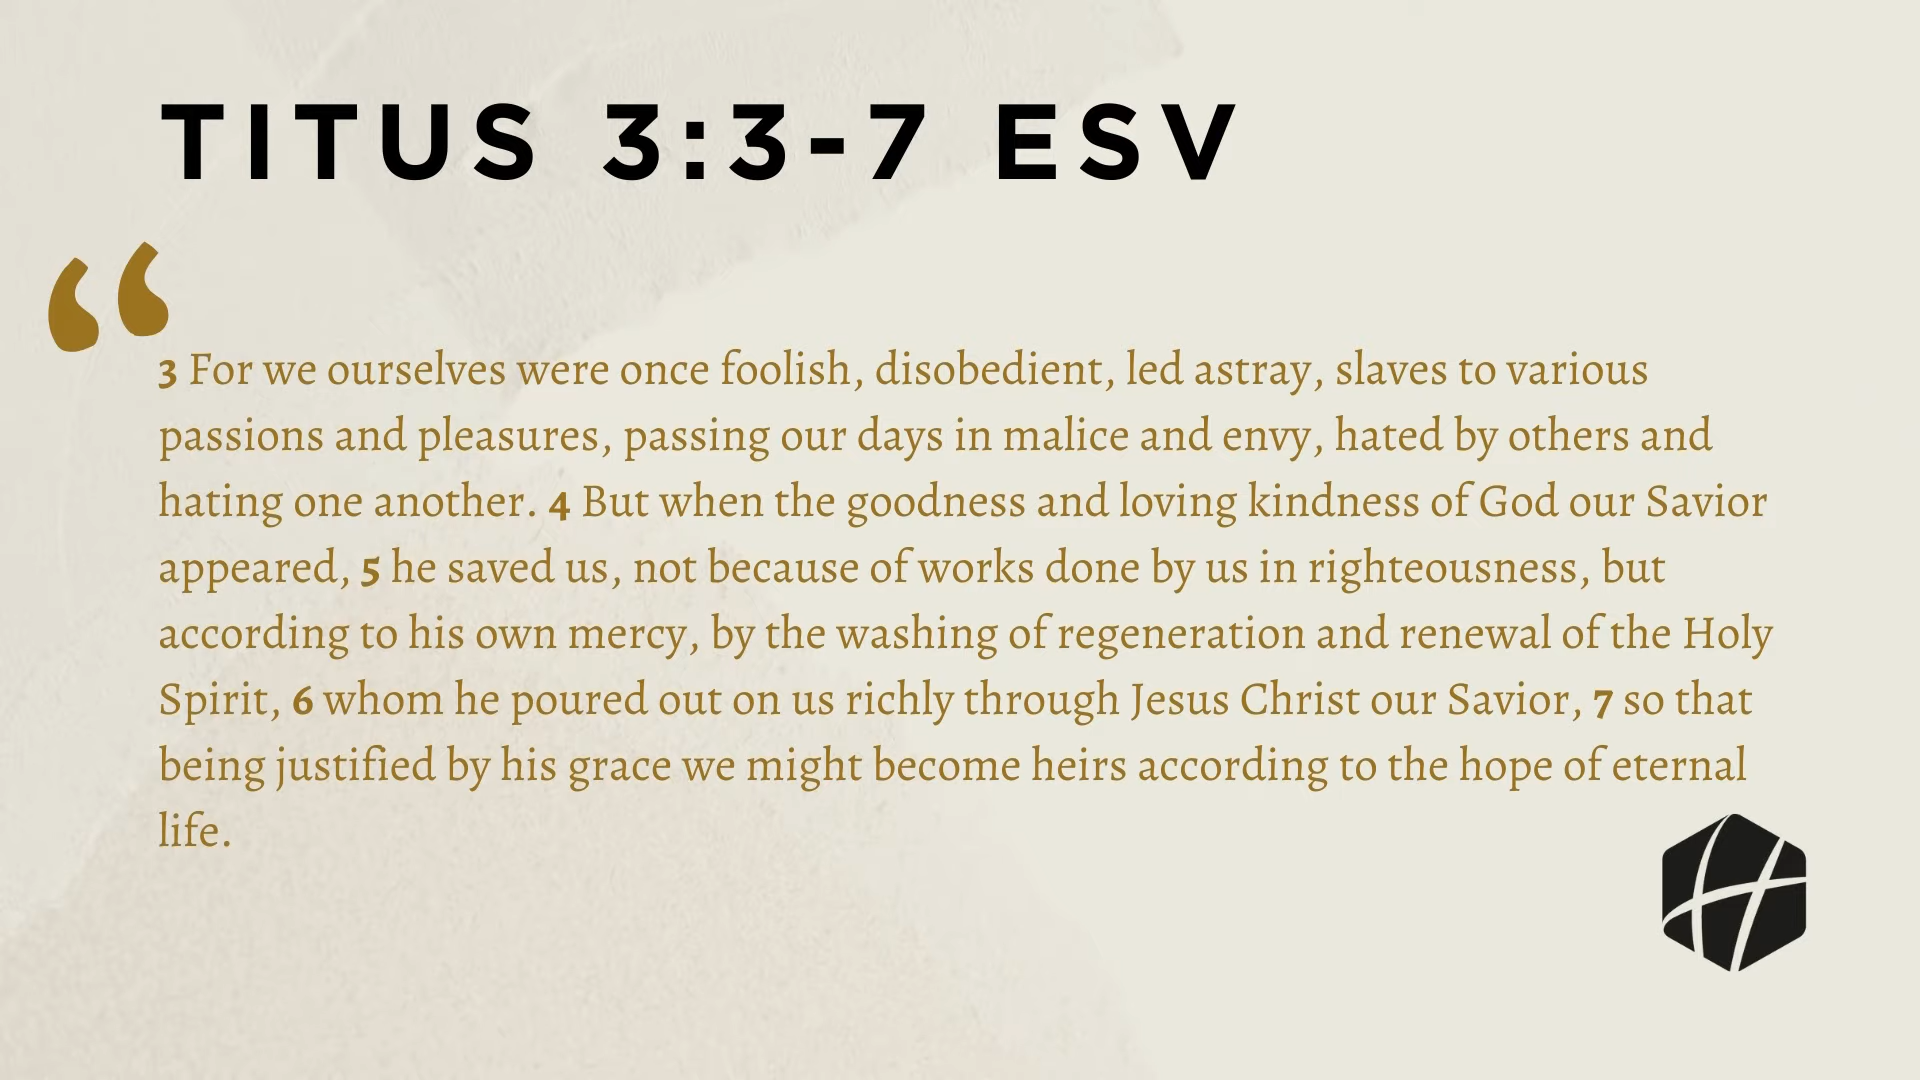 TITUS 3:3-7 ESV
“
3 For we ourselves were once foolish, disobedient, led astray, slaves to various
passions and pleasures, passing our days in malice and envy, hated by others and
hating one another. 4 But when the goodness and loving kindness of God our Savior
appeared, 5 he saved us, not because of works done by us in righteousness, but
according to his own mercy, by the washing of regeneration and renewal of the Holy
Spirit, 6 whom he poured out on us richly through Jesus Christ our Savior, 7 so that
being justified by his grace we might become heirs according to the hope of eternal
life.